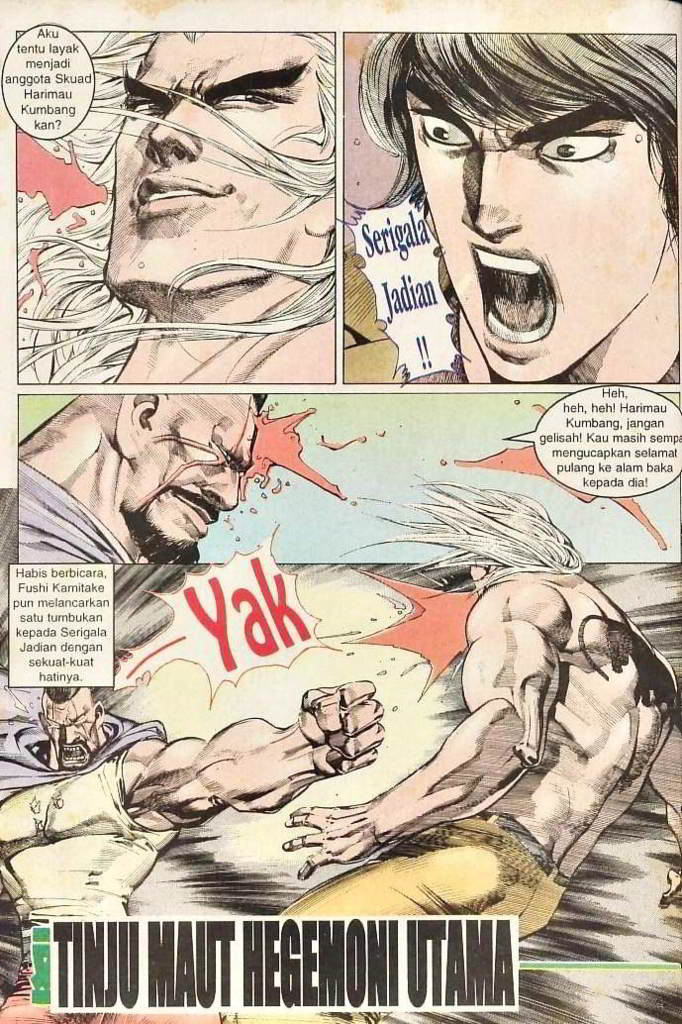 Aku
tentu layak
menjadi
anggota Skuad
Harimau
Kumbang
kan?
Serigala
Jadian
!!
Heh,
heh, heh! Harimau
Kumbang, jangan
gelisah! Kau masih sempa
mengucapkan selamat
pulang ke alam baka
kepada dia!
Habis berbicara,
Fushi Kamitake
pun melancarkan
satu tumbukan
kepada Serigala
Jadian dengan
sekuat-kuat
hatinya.
Yak
TINJU MAUT HEGEMONI UTAMA